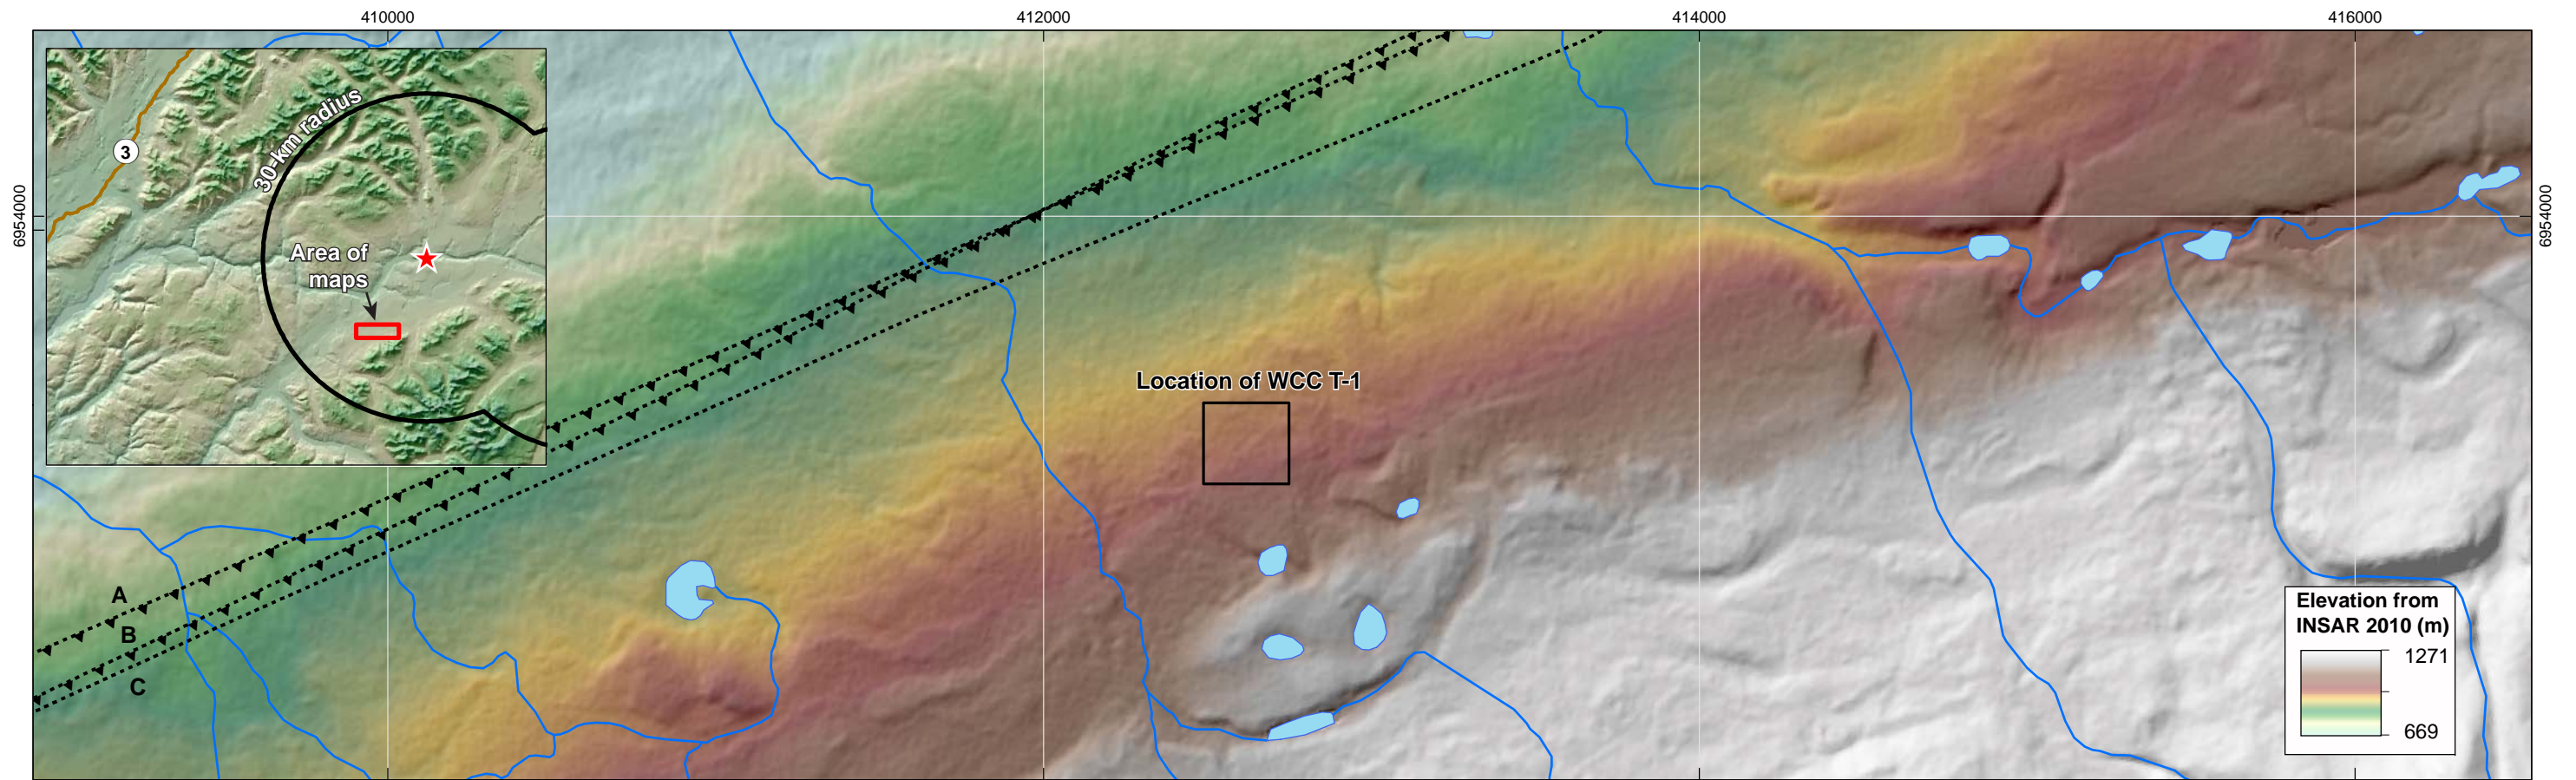 410000
412000
414000
416000
6954000
6954000
30-km radius
3
Area of
maps
Location of WCC T-1
A
B
C
Elevation from
INSAR 2010 (m)
1271
669